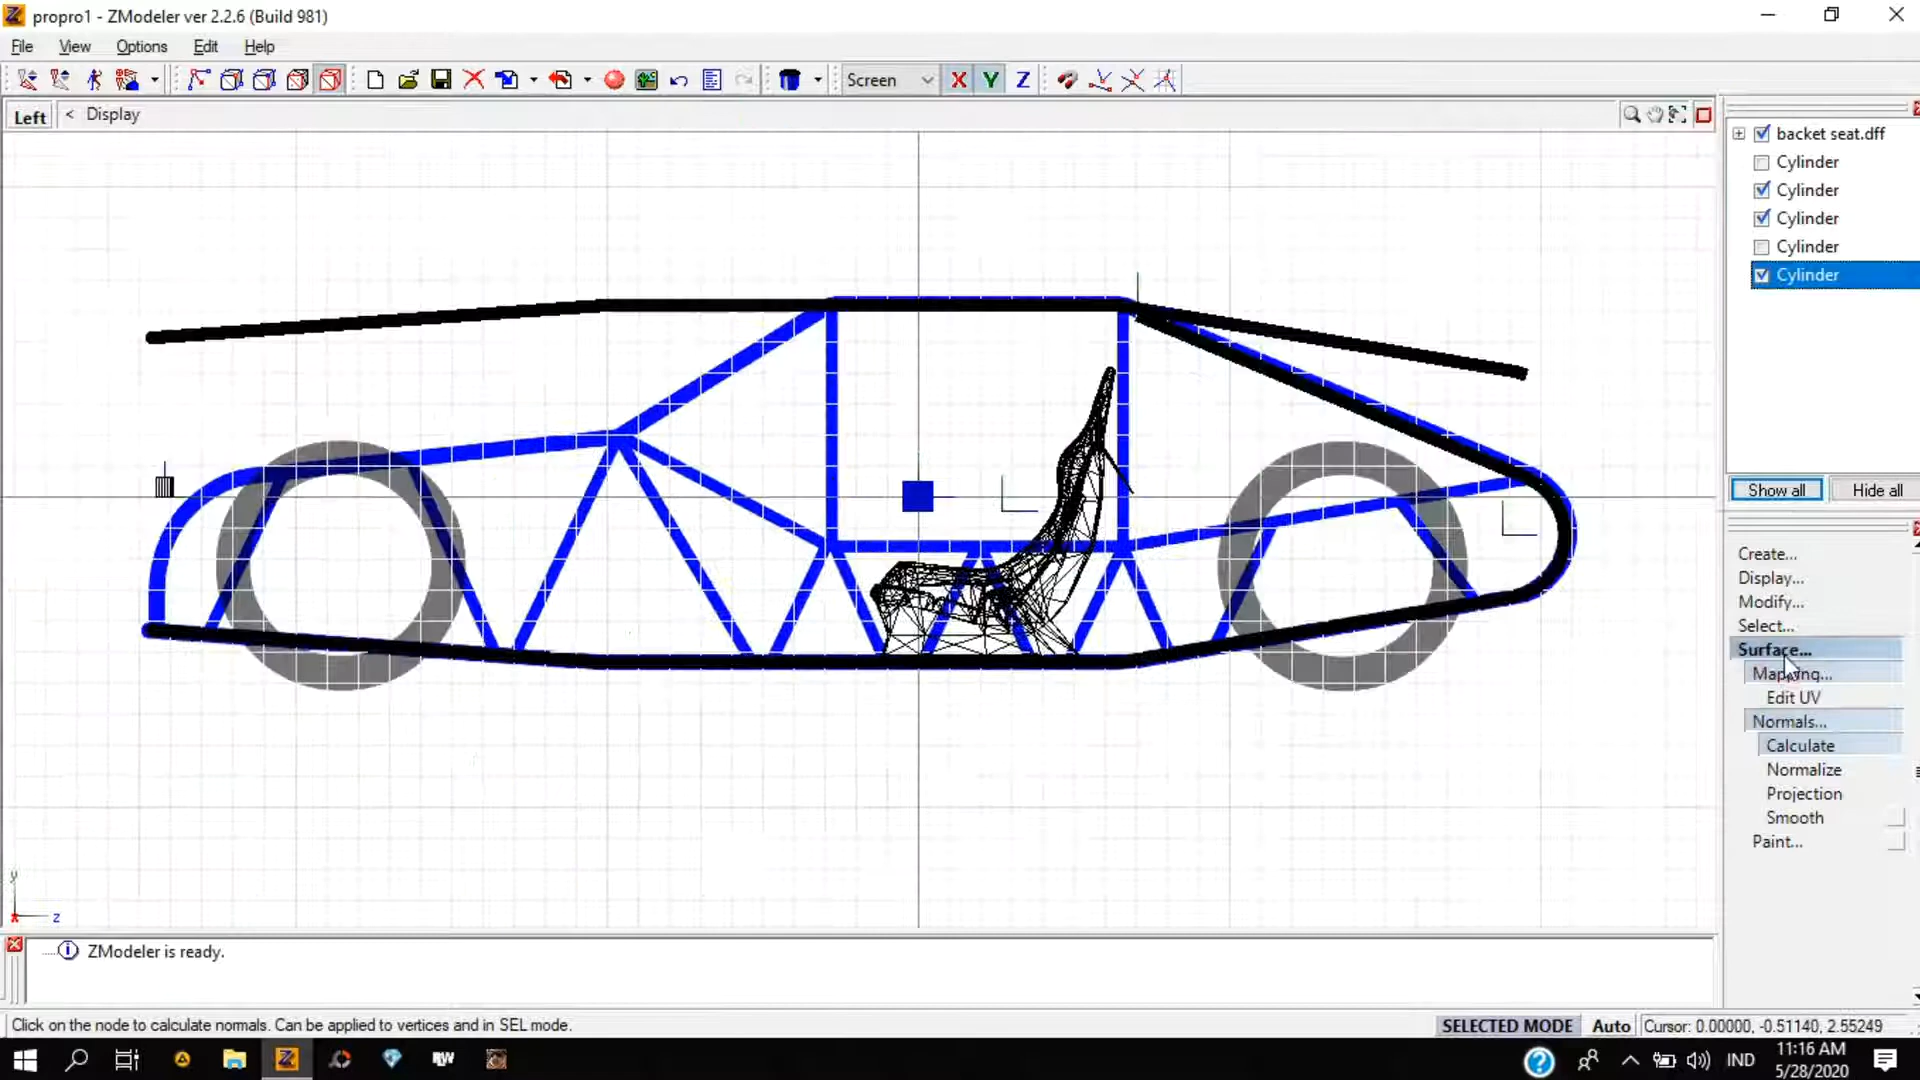 propro1 - ZModeler ver 2.2.6 (Build 981)
File View Options Edit Help
Screen X Y Z
Left < Display
backet seat.dff
Cylinder
Cylinder
Cylinder
Cylinder
Cylinder
Show all Hide all
Create...
Display...
Modify...
Select...
Surface...
Mapping...
Edit UV
Normals...
Calculate
Normalize
Projection
Smooth
Paint...
y
x z
ZModeler is ready.
Click on the node to calculate normals. Can be applied to vertices and in SEL mode.
SELECTED MODE Auto Cursor: 0.00000, -0.51140, 2.55249
RW
IND
11:16 AM
5/28/2020